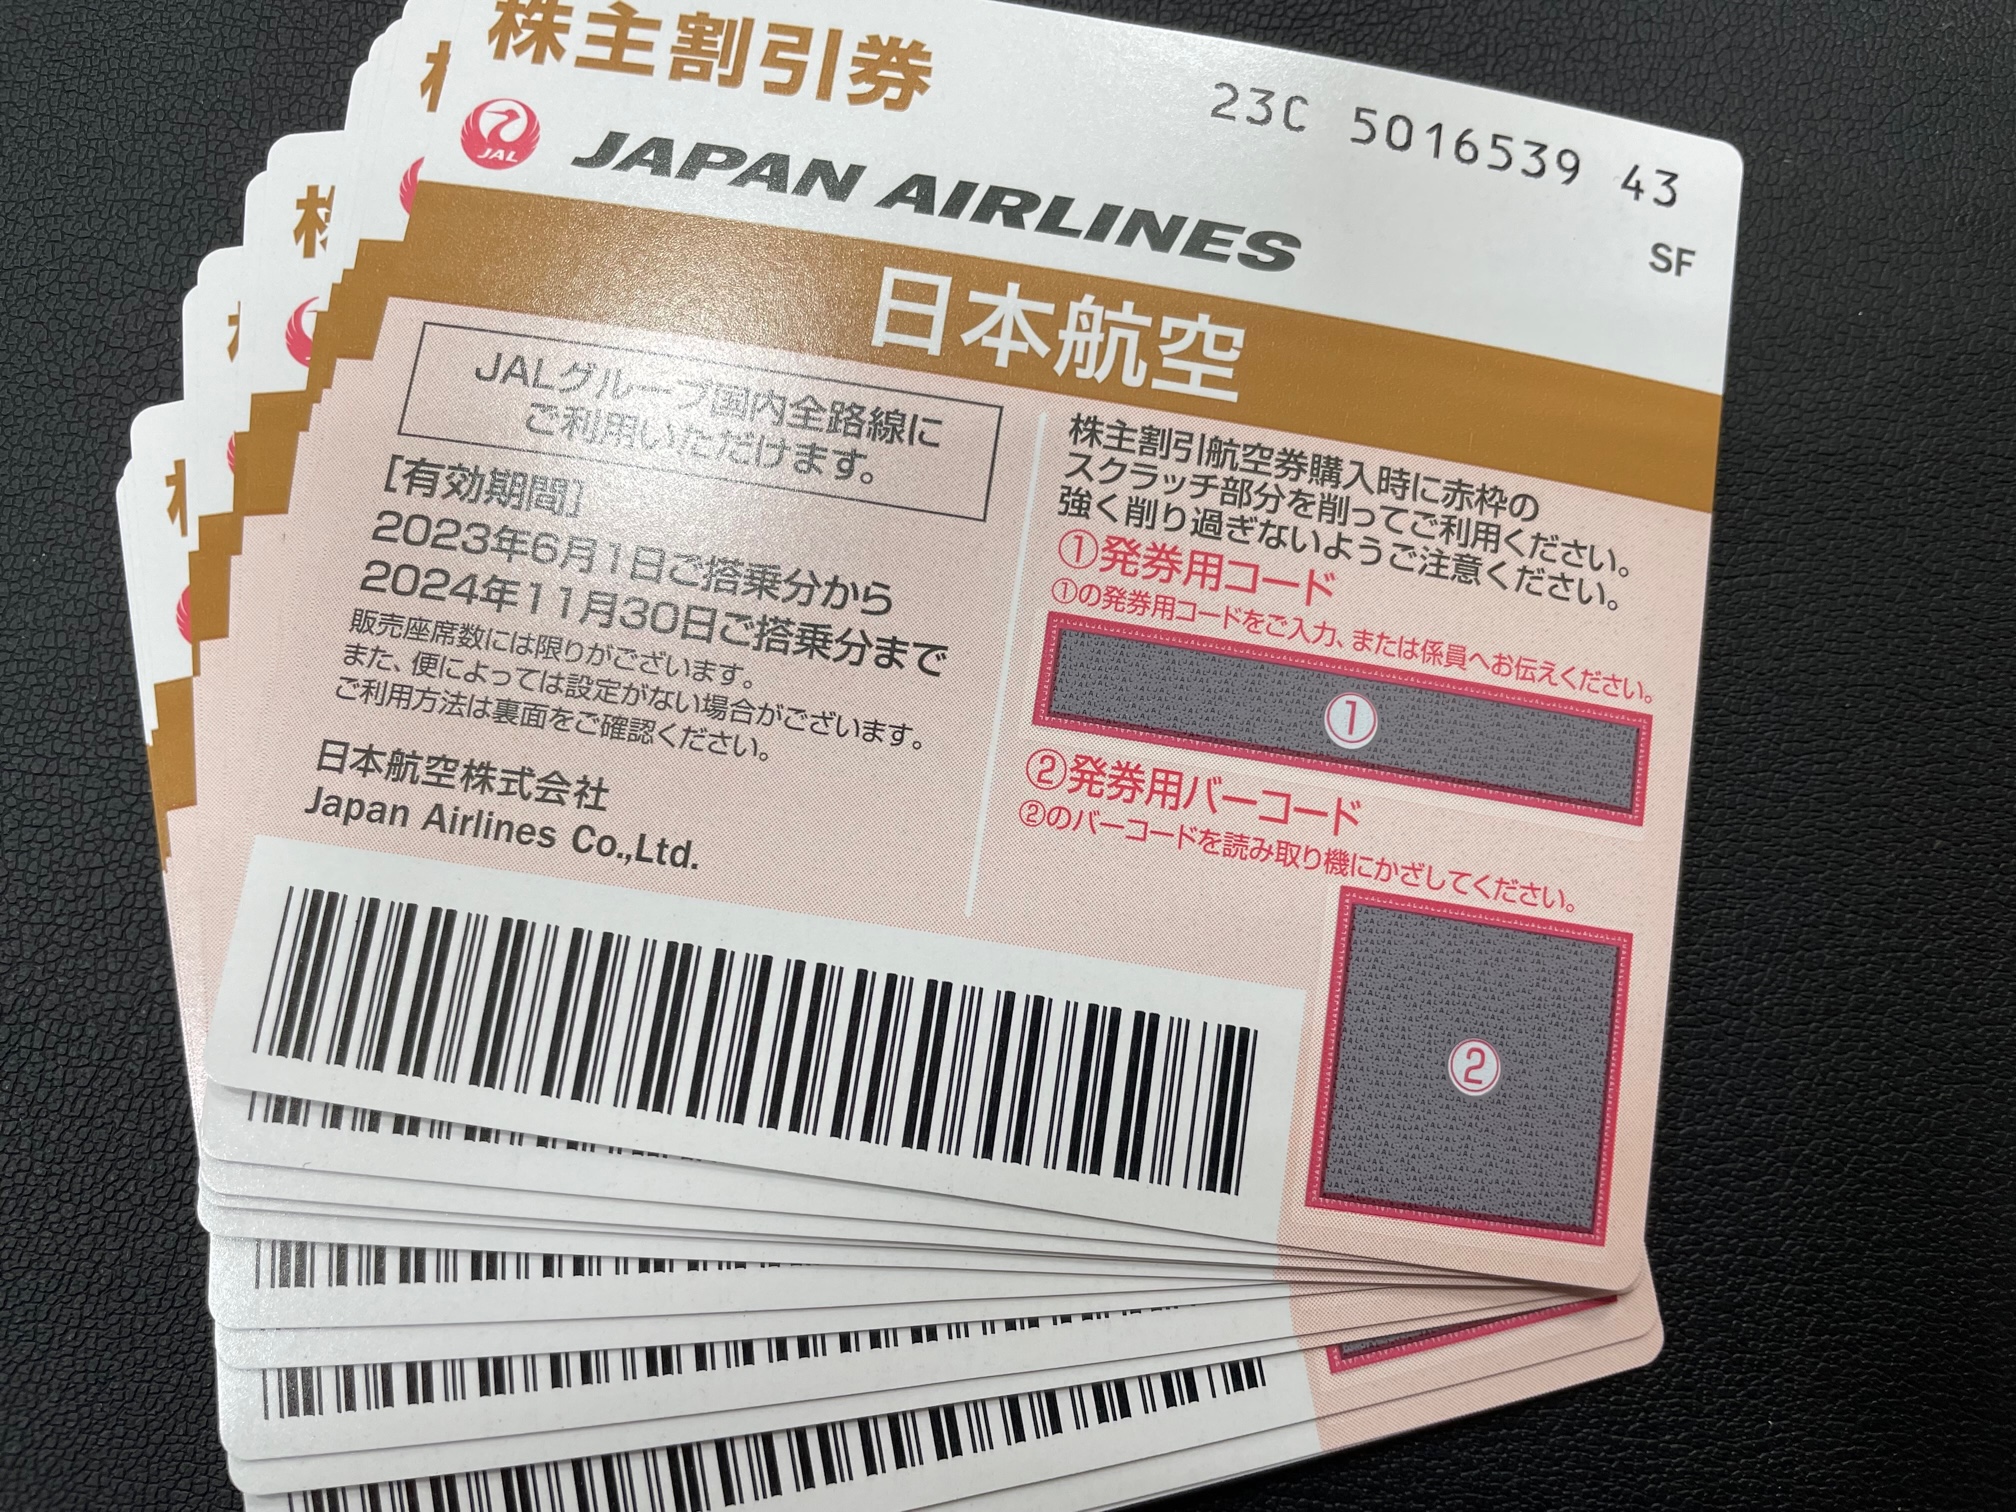 株主割引券
23C 5016539 43
JAL
JAPAN AIRLINES
SF
日本航空
JALグループ国内全路線に
ご利用いただけます。
[有効期間]
2023年6月1日ご搭乗分から
2024年11月30日ご搭乗分まで
販売座席数には限りがございます。
また、便によっては設定がない場合がございます。
ご利用方法は裏面をご確認ください。
日本航空株式会社
Japan Airlines Co.,Ltd.
株主割引航空券購入時に赤枠の
スクラッチ部分を削ってご利用ください。
強く削り過ぎないようご注意ください。
①発券用コード
①の発券用コードをご入力、または係員へお伝えください。
①
②発券用バーコード
②のバーコードを読み取り機にかざしてください。
②